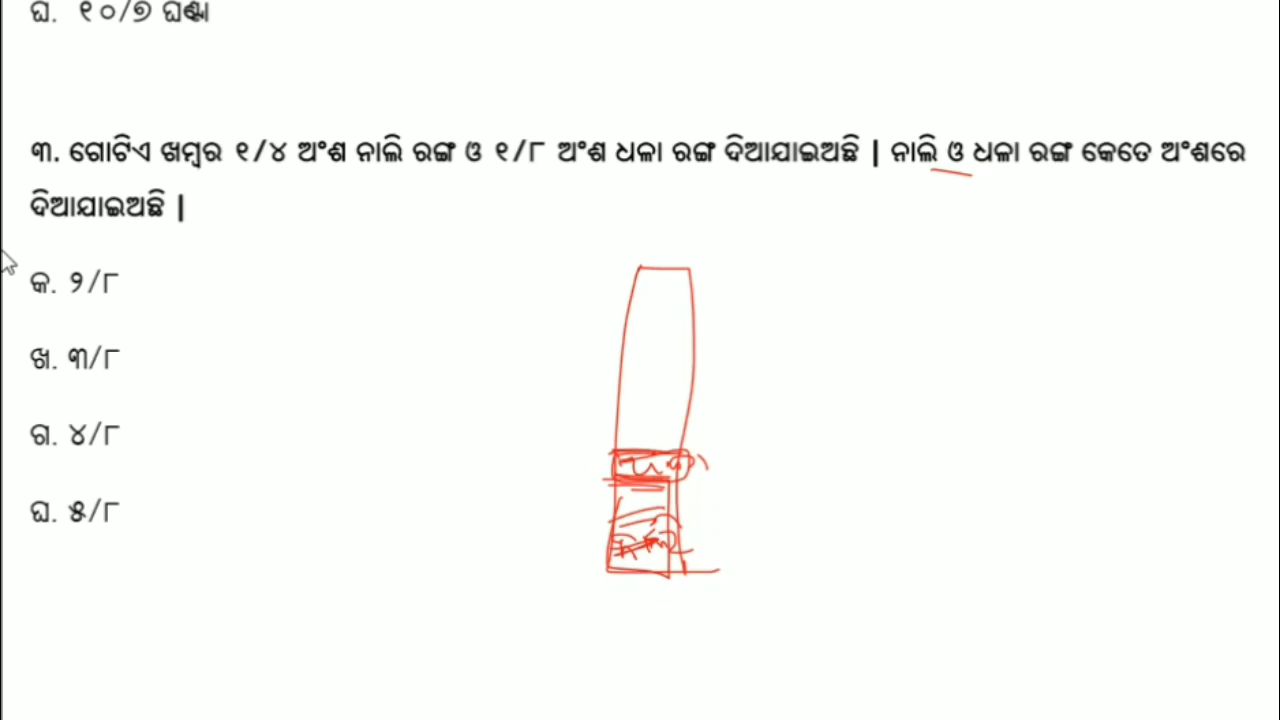 ଘ. ୧୦/୭ ଘଣ୍ଟା
୩. ଗୋଟିଏ ଖମ୍ବର ୧/୪ ଅଂଶ ନାଲି ରଙ୍ଗ ଓ ୧/୮ ଅଂଶ ଧଳା ରଙ୍ଗ ଦିଆଯାଇଅଛି | ନାଲି ଓ ଧଳା ରଙ୍ଗ କେତେ ଅଂଶରେ
ଦିଆଯାଇଅଛି |
କ. ୨/୮
ଖ. ୩/୮
ଗ. ୪/୮
ଘ. ୫/୮